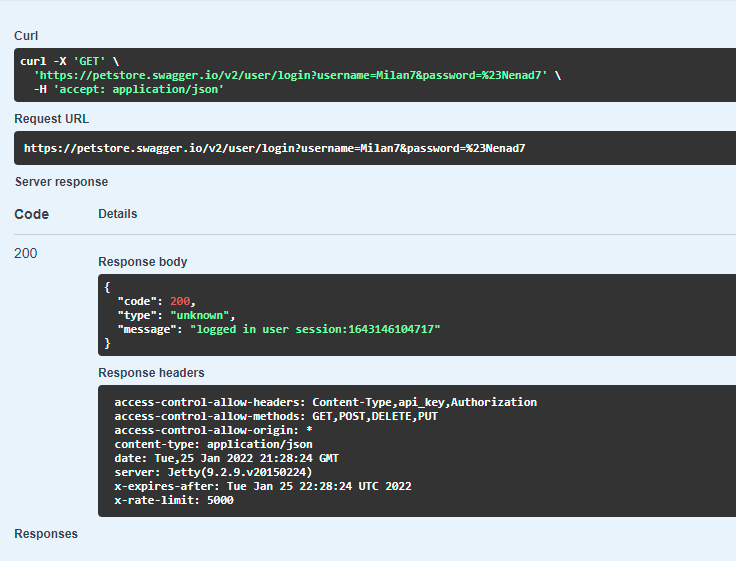 Curl
curl -X 'GET' \
'https://petstore.swagger.io/v2/user/login?username=Milan7&password=%23Nenad7' \
-H 'accept: application/json'
Request URL
https://petstore.swagger.io/v2/user/login?username=Milan7&password=%23Nenad7
Server response
Code Details
200
Response body
{
"code": 200,
"type": "unknown",
"message": "logged in user session:1643146104717"
}
Response headers
access-control-allow-headers: Content-Type,api_key,Authorization
access-control-allow-methods: GET,POST,DELETE,PUT
access-control-allow-origin: *
content-type: application/json
date: Tue,25 Jan 2022 21:28:24 GMT
server: Jetty(9.2.9.v20150224)
x-expires-after: Tue Jan 25 22:28:24 UTC 2022
x-rate-limit: 5000
Responses